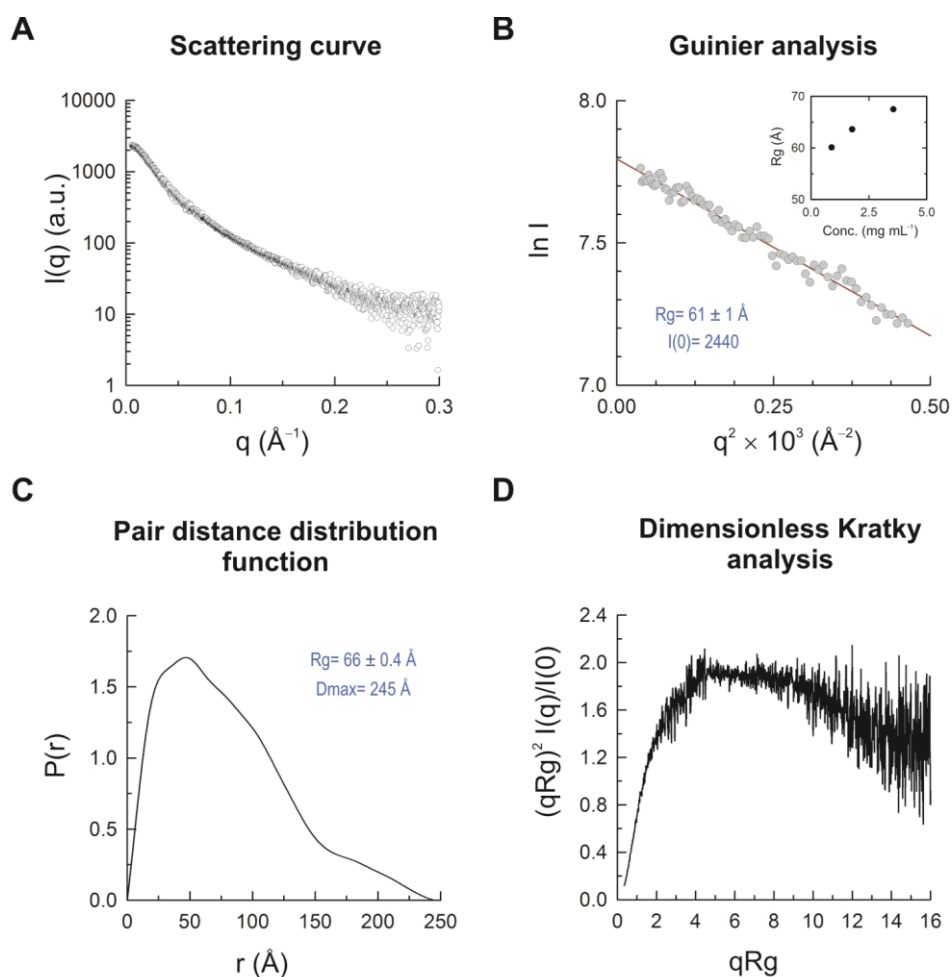 A
Scattering curve
10000
1000
100
10
1
I(q) (a.u.)
0.0
0.1
0.2
0.3
q (Å⁻¹)
B
Guinier analysis
8.0
7.5
7.0
ln I
Rg= 61 ± 1 Å
I(0)= 2440
0.00
0.25
0.50
q² × 10³ (Å⁻²)
70
60
50
Rg (Å)
0.0
2.5
5.0
Conc. (mg mL⁻¹)
C
Pair distance distribution
function
2.0
1.5
1.0
0.5
0.0
P(r)
Rg= 66 ± 0.4 Å
Dmax= 245 Å
0
50
100
150
200
250
r (Å)
D
Dimensionless Kratky
analysis
2.4
2.0
1.6
1.2
0.8
0.4
0.0
(qRg)² I(q)/I(0)
0
2
4
6
8
10
12
14
16
qRg